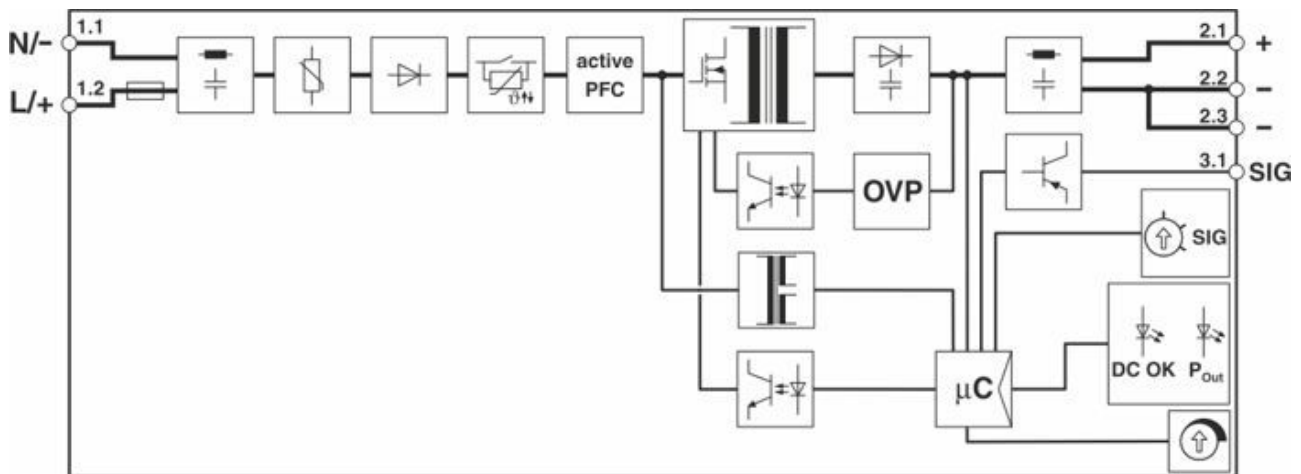 N/-
1.1
L/+
1.2
active
PFC
2.1
+
2.2
-
2.3
-
3.1
SIG
OVP
SIG
ϑ
μC
DC OK
POut